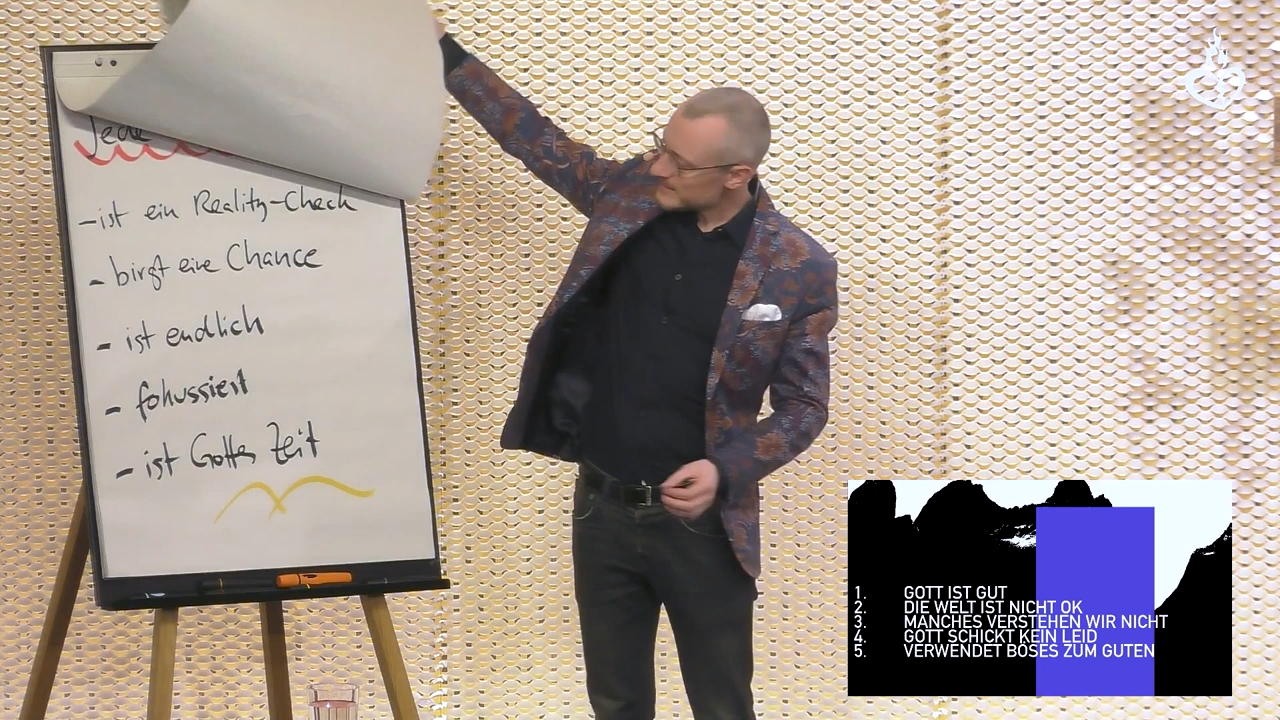 Jede
- ist ein Reality-Check
- birgt eine Chance
- ist endlich
- fokussiert
- ist Gottes Zeit
1. GOTT IST GUT
2. DIE WELT IST NICHT OK
3. MANCHES VERSTEHEN WIR NICHT
4. GOTT SCHICKT KEIN LEID
5. VERWENDET BÖSES ZUM GUTEN